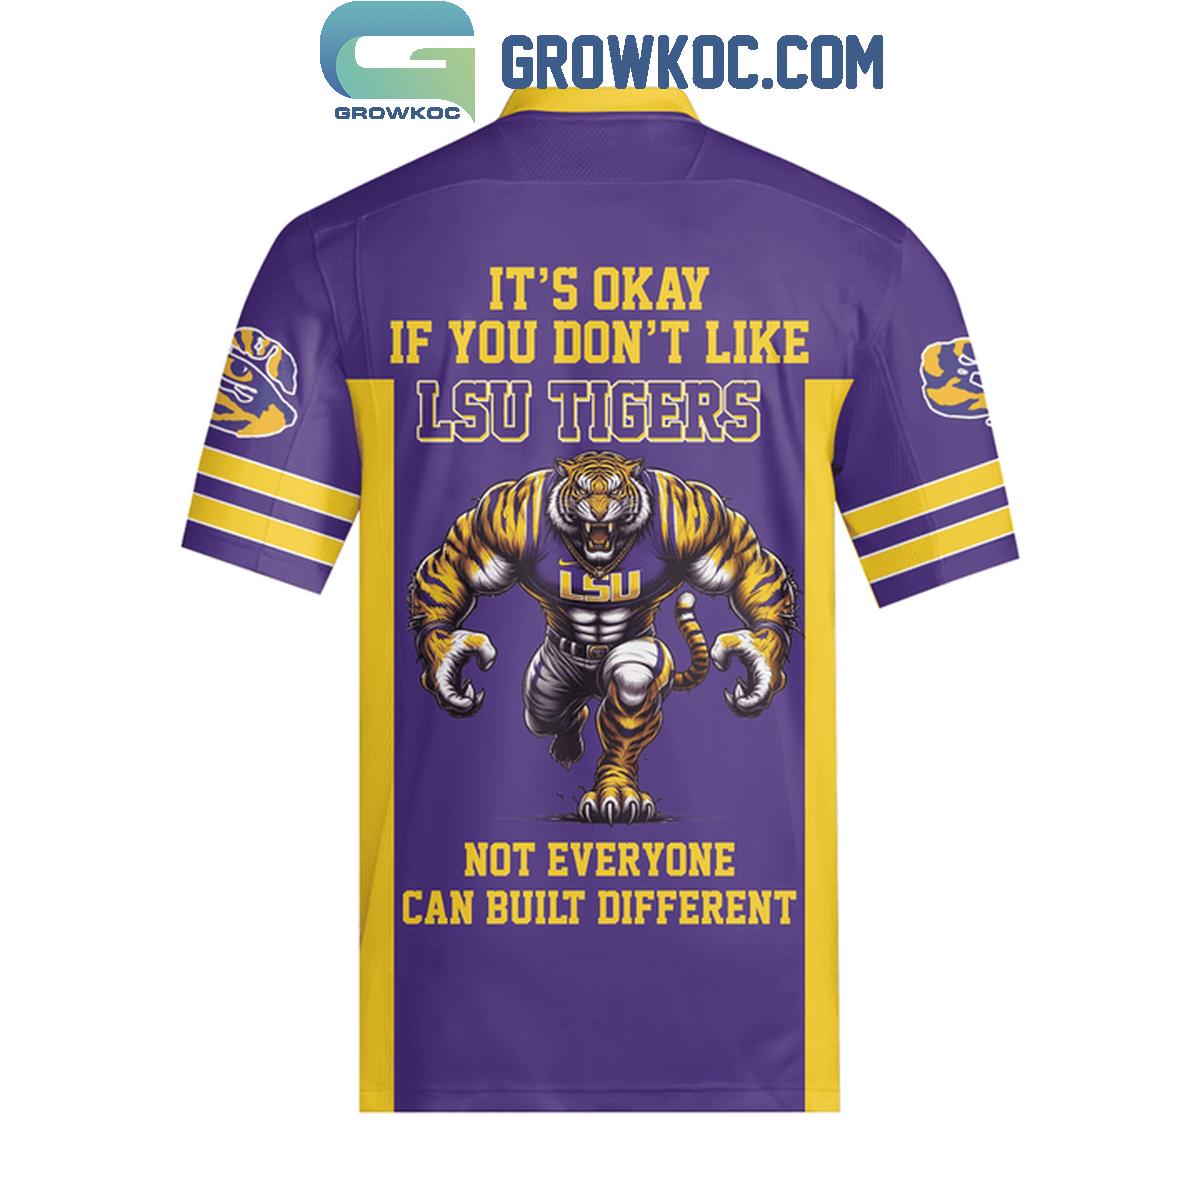 GROWKOC
GROWKOC.COM
IT'S OKAY
IF YOU DON'T LIKE
LSU TIGERS
LSU
NOT EVERYONE
CAN BUILT DIFFERENT